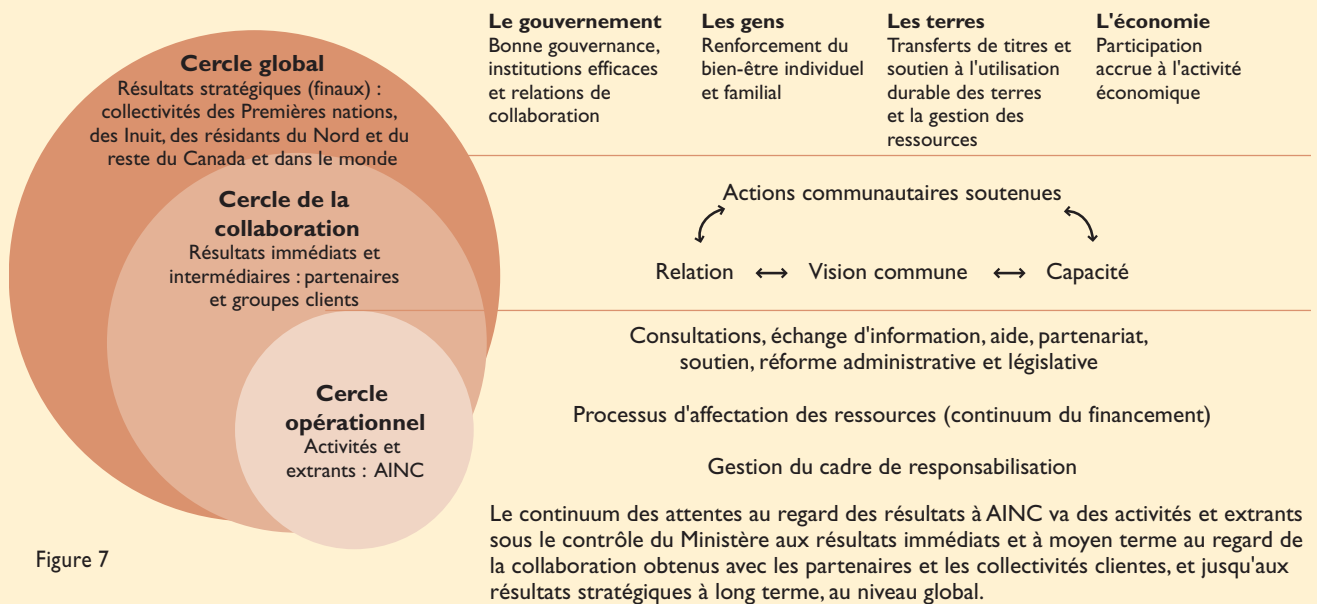 Cercle global
Résultats stratégiques (finaux) :
collectivités des Premières nations,
des Inuit, des résidants du Nord et du
reste du Canada et dans le monde
Le gouvernement
Bonne gouvernance,
institutions efficaces
et relations de
collaboration
Les gens
Renforcement du
bien-être individuel
et familial
Les terres
Transferts de titres et
soutien à l'utilisation
durable des terres
et la gestion des
ressources
L'économie
Participation
accrue à l'activité
économique
Cercle de la
collaboration
Résultats immédiats et
intermédiaires : partenaires
et groupes clients
Actions communautaires soutenues
Relation ↔ Vision commune ↔ Capacité
Cercle
opérationnel
Activités et
extrants : AINC
Consultations, échange d'information, aide, partenariat,
soutien, réforme administrative et législative
Processus d'affectation des ressources (continuum du financement)
Gestion du cadre de responsabilisation
Le continuum des attentes au regard des résultats à AINC va des activités et extrants
sous le contrôle du Ministère aux résultats immédiats et à moyen terme au regard de
la collaboration obtenus avec les partenaires et les collectivités clientes, et jusqu'aux
résultats stratégiques à long terme, au niveau global.
Figure 7